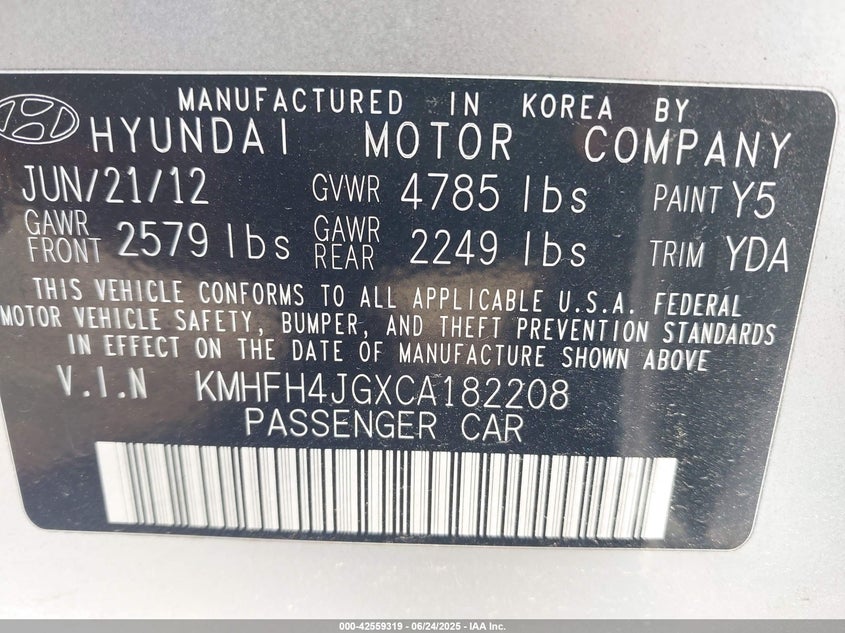 MANUFACTURED IN KOREA BY
HYUNDAI MOTOR COMPANY
JUN/21/12 GVWR 4785 lbs PAINT Y5
GAWR FRONT 2579 lbs GAWR REAR 2249 lbs TRIM YDA
THIS VEHICLE CONFORMS TO ALL APPLICABLE U.S.A. FEDERAL
MOTOR VEHICLE SAFETY, BUMPER, AND THEFT PREVENTION STANDARDS
IN EFFECT ON THE DATE OF MANUFACTURE SHOWN ABOVE
V.I.N KMHFH4JGXCA182208
PASSENGER CAR
000-42559319 - 06/24/2025 - IAA Inc.